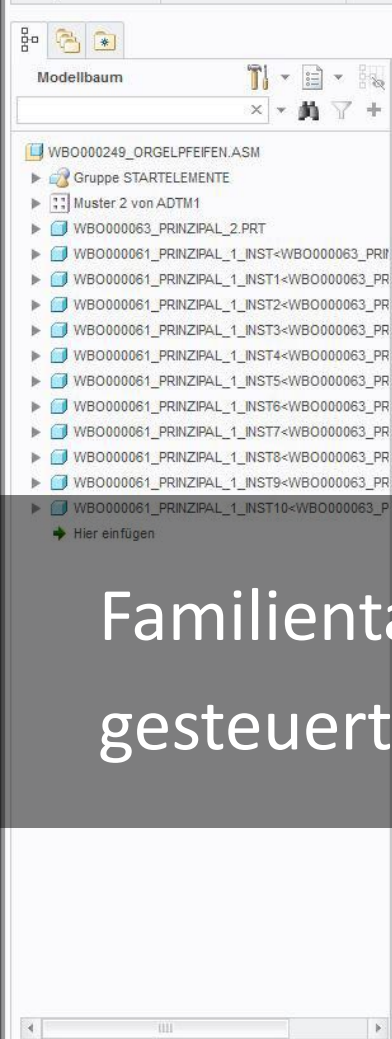 Modellbaum
WBO000249_ORGELPFEIFEN.ASM
Gruppe STARTELEMENTE
Muster 2 von ADTM1
WBO000063_PRINZIPAL_2.PRT
WBO000061_PRINZIPAL_1_INST<WBO000063_PRIN
WBO000061_PRINZIPAL_1_INST1<WBO000063_PR
WBO000061_PRINZIPAL_1_INST2<WBO000063_PR
WBO000061_PRINZIPAL_1_INST3<WBO000063_PR
WBO000061_PRINZIPAL_1_INST4<WBO000063_PR
WBO000061_PRINZIPAL_1_INST5<WBO000063_PR
WBO000061_PRINZIPAL_1_INST6<WBO000063_PR
WBO000061_PRINZIPAL_1_INST7<WBO000063_PR
WBO000061_PRINZIPAL_1_INST8<WBO000063_PR
WBO000061_PRINZIPAL_1_INST9<WBO000063_PR
WBO000061_PRINZIPAL_1_INST10<WBO000063_P
Hier einfügen
Familienta
gesteuert